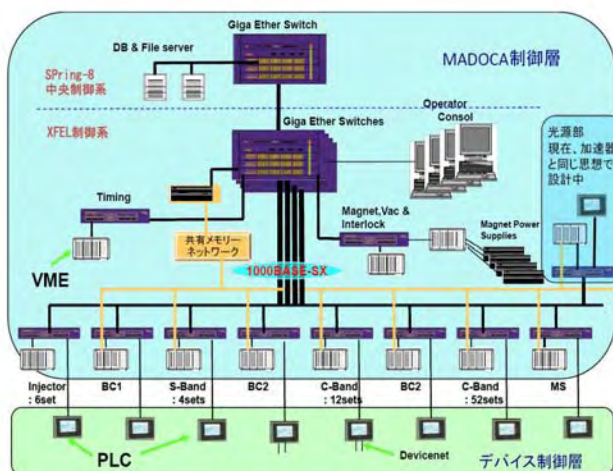 Giga Ether Switch
DB & File server
MADOCA制御層
SPring-8
中央制御系
XFEL制御系
Giga Ether Switches
Operator
Consol
光源部
現在、加速器
と同じ思想で
設計中
Timing
Magnet,Vac &
Interlock
Magnet Power
Supplies
共有メモリー
ネットワーク
VME
1000BASE-SX
Injector
: 6set
BC1
S-Band
: 4sets
BC2
C-Band
: 12sets
BC2
C-Band
: 52sets
MS
PLC
Devicenet
デバイス制御層